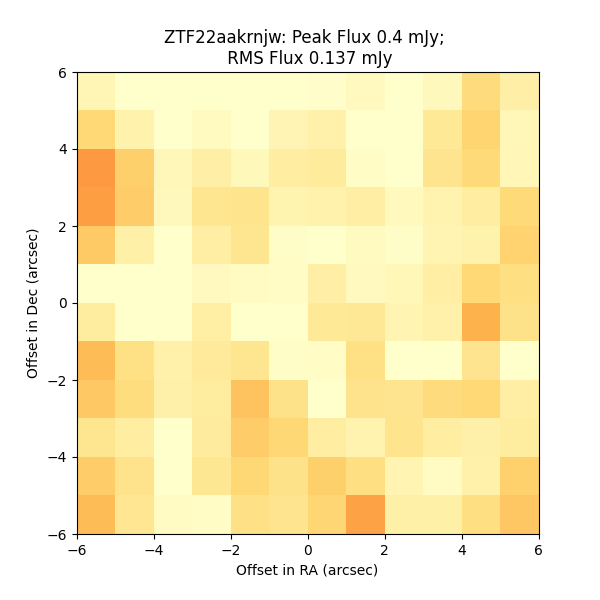 ZTF22aakrnjw: Peak Flux 0.4 mJy;
RMS Flux 0.137 mJy
6
4
2
0
−2
−4
−6
Offset in Dec (arcsec)
−6 −4 −2 0 2 4 6
Offset in RA (arcsec)